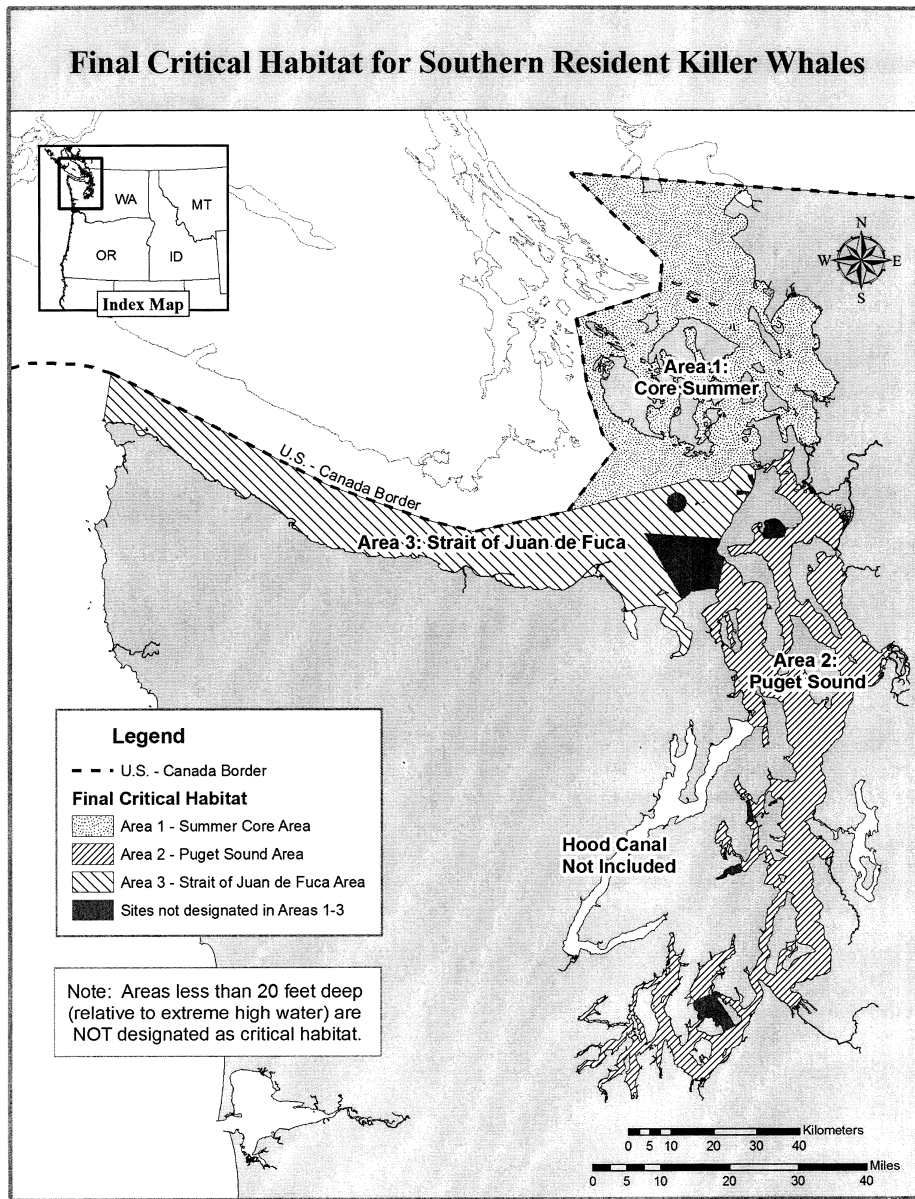 Final Critical Habitat for Southern Resident Killer Whales
WA
MT
OR
ID
Index Map
N
W
E
S
Area 1:
Core Summer
U.S. - Canada Border
Area 3: Strait of Juan de Fuca
Area 2:
Puget Sound
Hood Canal
Not Included
Legend
U.S. - Canada Border
Final Critical Habitat
Area 1 - Summer Core Area
Area 2 - Puget Sound Area
Area 3 - Strait of Juan de Fuca Area
Sites not designated in Areas 1-3
Note: Areas less than 20 feet deep
(relative to extreme high water) are
NOT designated as critical habitat.
Kilometers
0 5 10 20 30 40
Miles
0 5 10 20 30 40